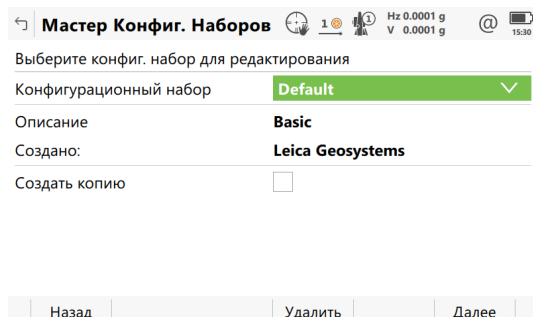 Мастер Конфиг. Наборов 1 1 Hz 0.0001 g
V 0.0001 g @ 15:30
Выберите конфиг. набор для редактирования
Конфигурационный набор Default
Описание Basic
Создано: Leica Geosystems
Создать копию
Назад Удалить Далее